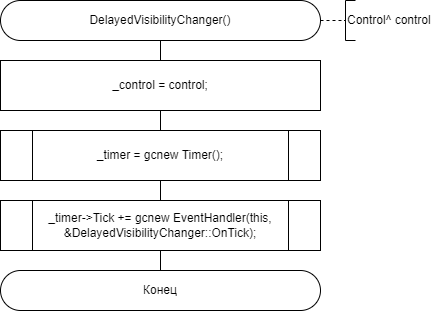 DelayedVisibilityChanger()
Control^ control
_control = control;
_timer = gcnew Timer();
_timer->Tick += gcnew EventHandler(this,
&DelayedVisibilityChanger::OnTick);
Конец